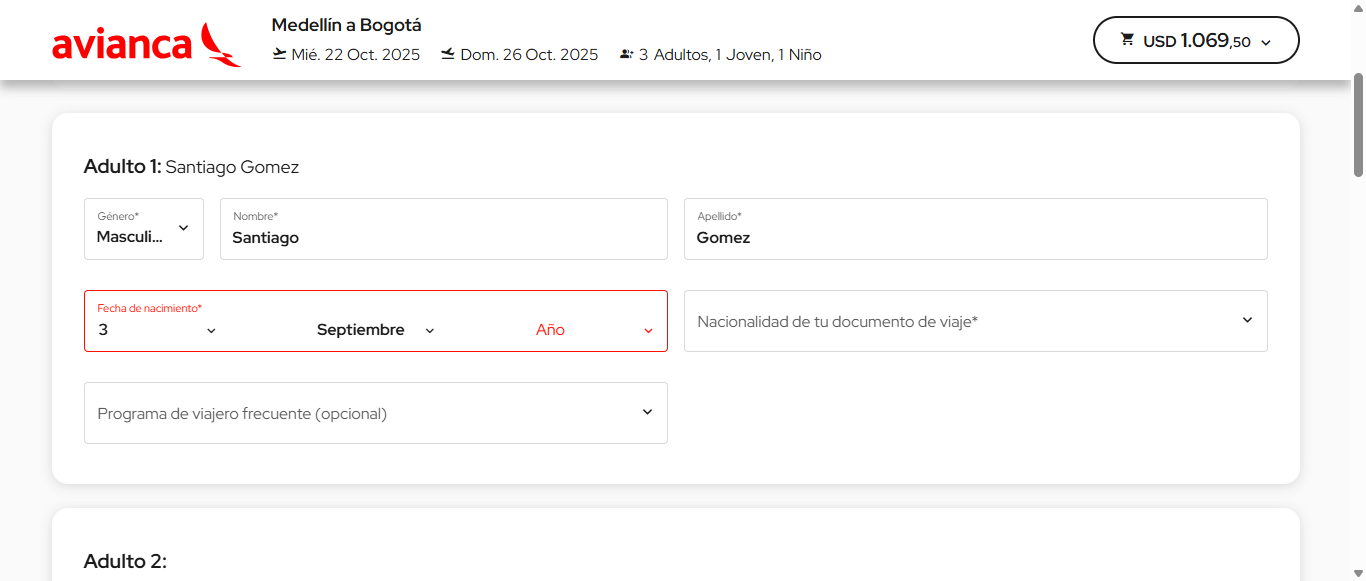 avianca
Medellín a Bogotá
Mié. 22 Oct. 2025 Dom. 26 Oct. 2025 3 Adultos, 1 Joven, 1 Niño
USD 1.069,50
Adulto 1: Santiago Gomez
Género* Nombre* Apellido*
Masculi... Santiago Gomez
Fecha de nacimiento*
3 Septiembre Año
Nacionalidad de tu documento de viaje*
Programa de viajero frecuente (opcional)
Adulto 2: